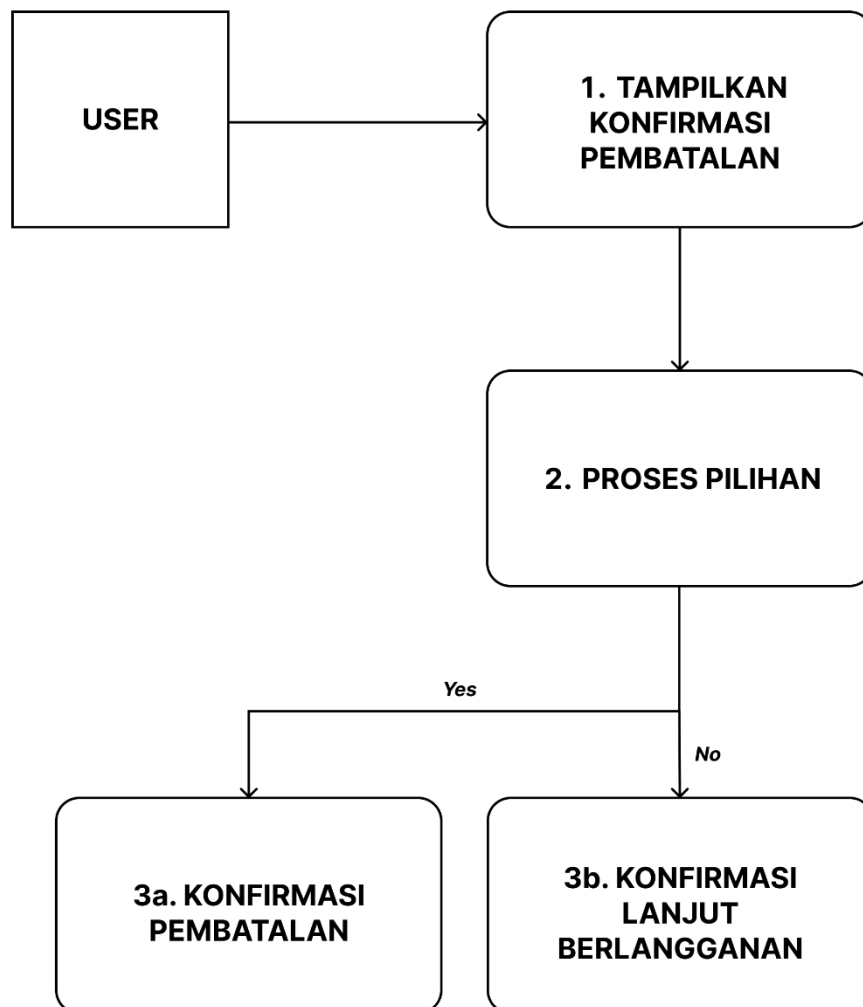 USER
1. TAMPILKAN
KONFIRMASI
PEMBATALAN
2. PROSES PILIHAN
Yes
No
3a. KONFIRMASI
PEMBATALAN
3b. KONFIRMASI
LANJUT
BERLANGGANAN